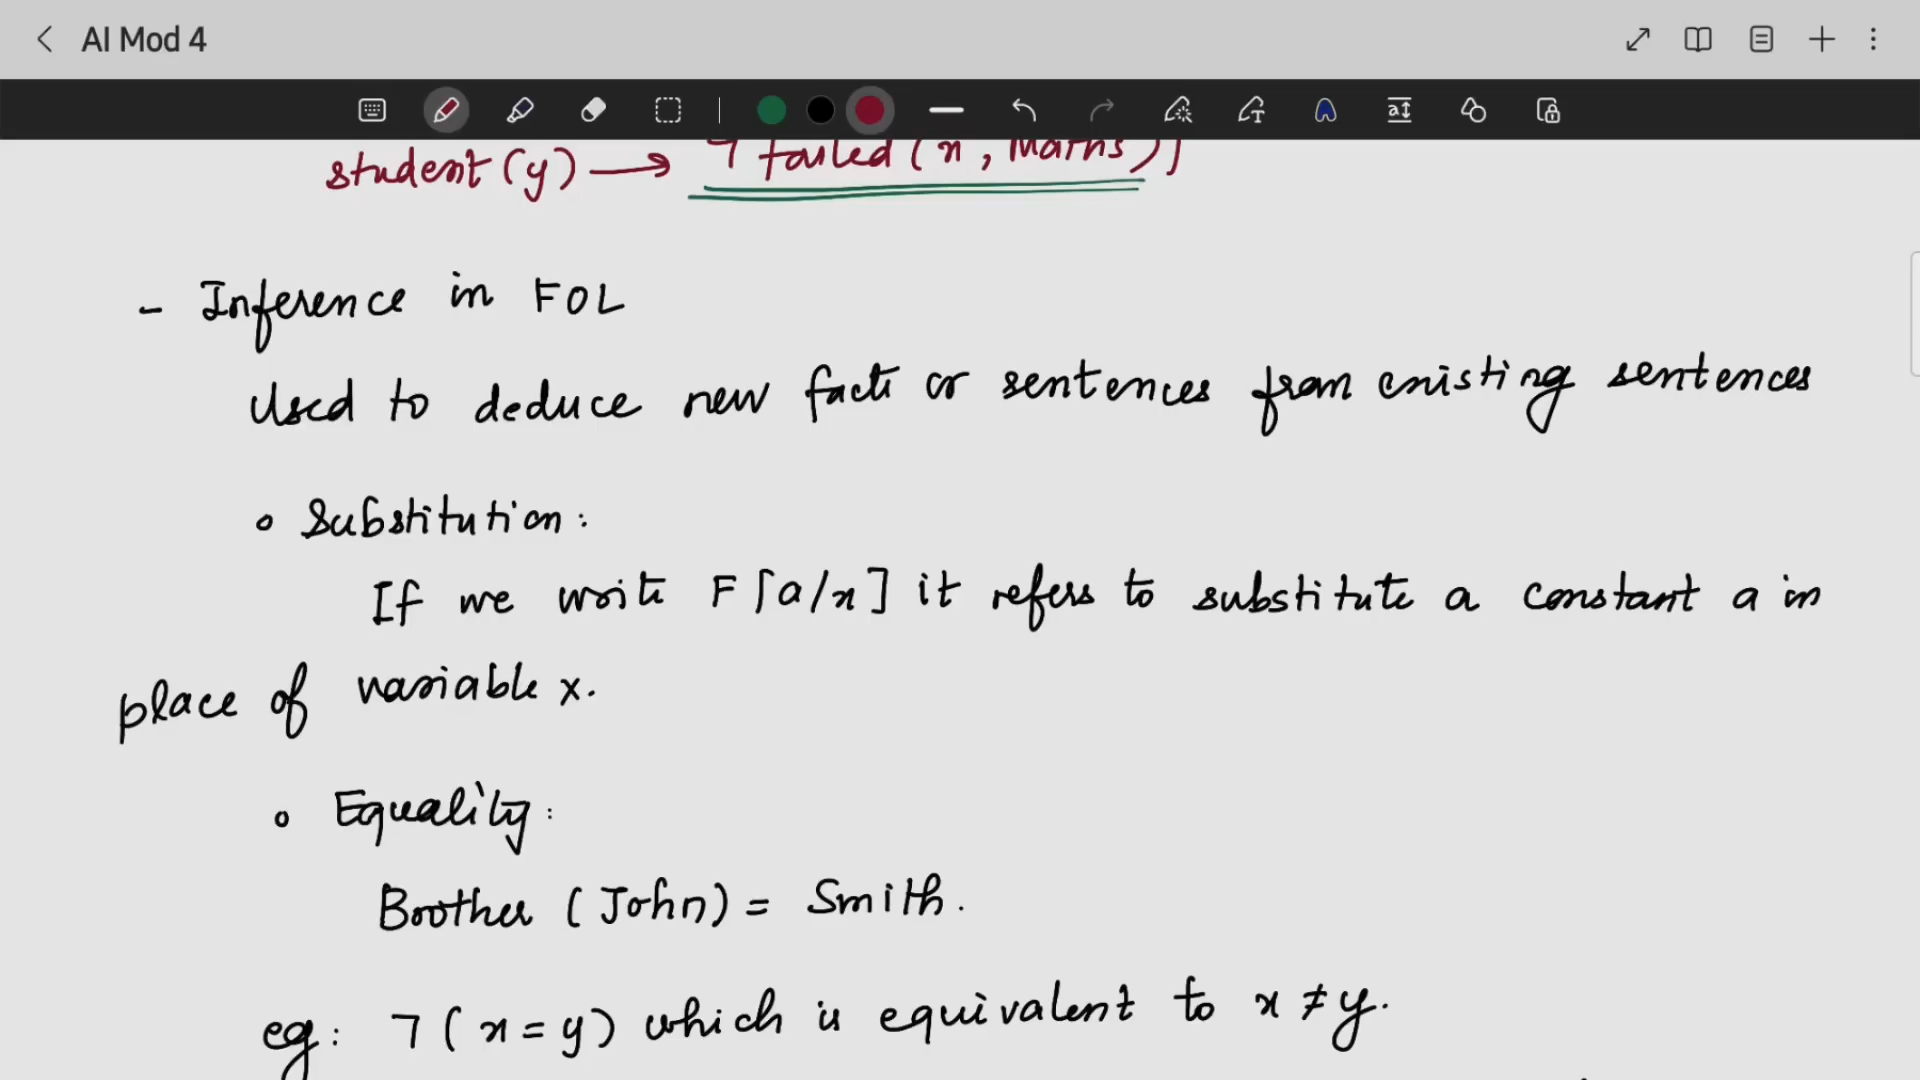 AI Mod 4
student(y) → ¬ failed (x, Maths)]
- Inference in FOL
Used to deduce new facts or sentences from existing sentences
o Substitution:
If we write F[a/x] it refers to substitute a constant a in
place of variable x.
o Equality:
Brother (John) = Smith.
eg: ¬(x = y) which is equivalent to x ≠ y.